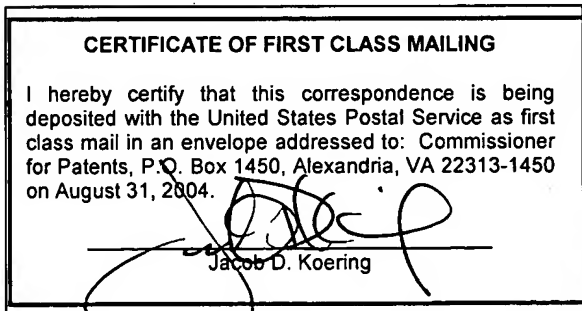 CERTIFICATE OF FIRST CLASS MAILING
I hereby certify that this correspondence is being
deposited with the United States Postal Service as first
class mail in an envelope addressed to: Commissioner
for Patents, P.O. Box 1450, Alexandria, VA 22313-1450
on August 31, 2004.
Jacob D. Koering